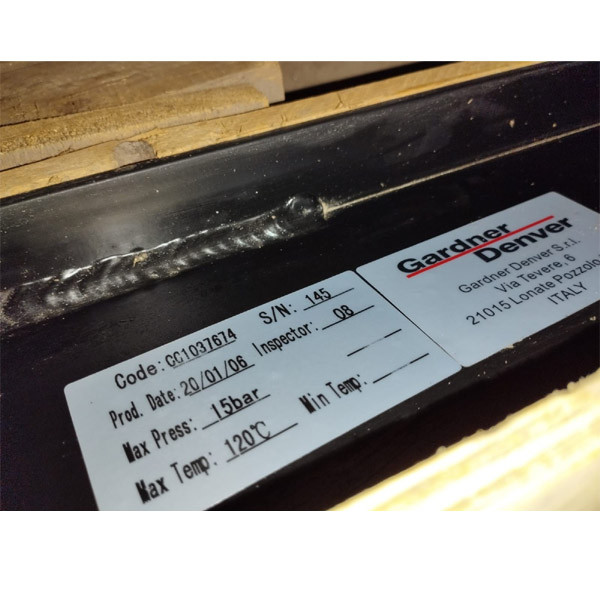 Code: CC1037674 S/N: 145
Prod. Date: 20/01/06 Inspector: 08
Max Press: 15bar
Max Temp: 120℃ Min Temp:
Gardner
Denver
Gardner Denver S.r.l.
Via Tevere, 6
21015 Lonate Pozzolo
ITALY